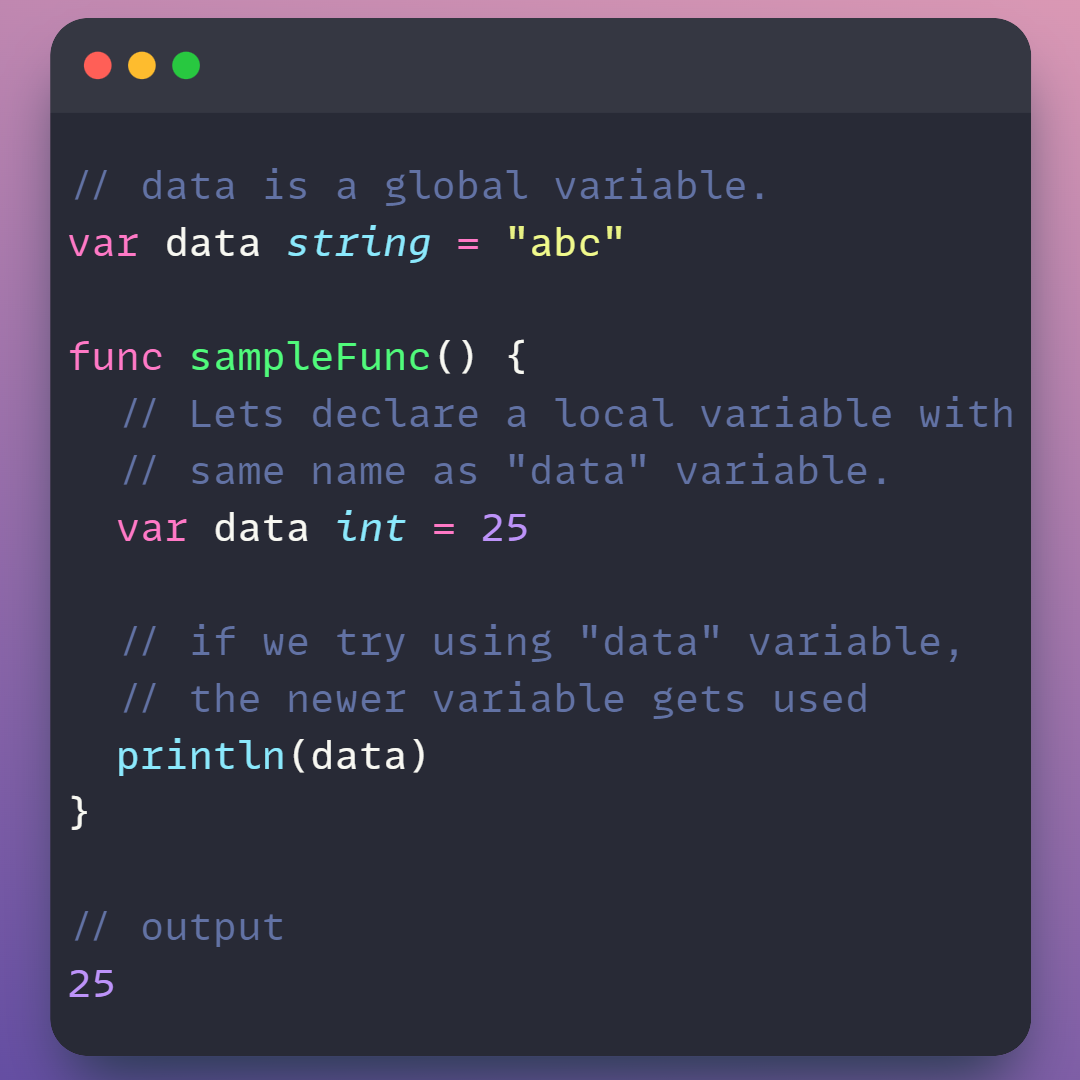 // data is a global variable.
var data string = "abc"
func sampleFunc() {
// Lets declare a local variable with
// same name as "data" variable.
var data int = 25
// if we try using "data" variable,
// the newer variable gets used
println(data)
}
// output
25